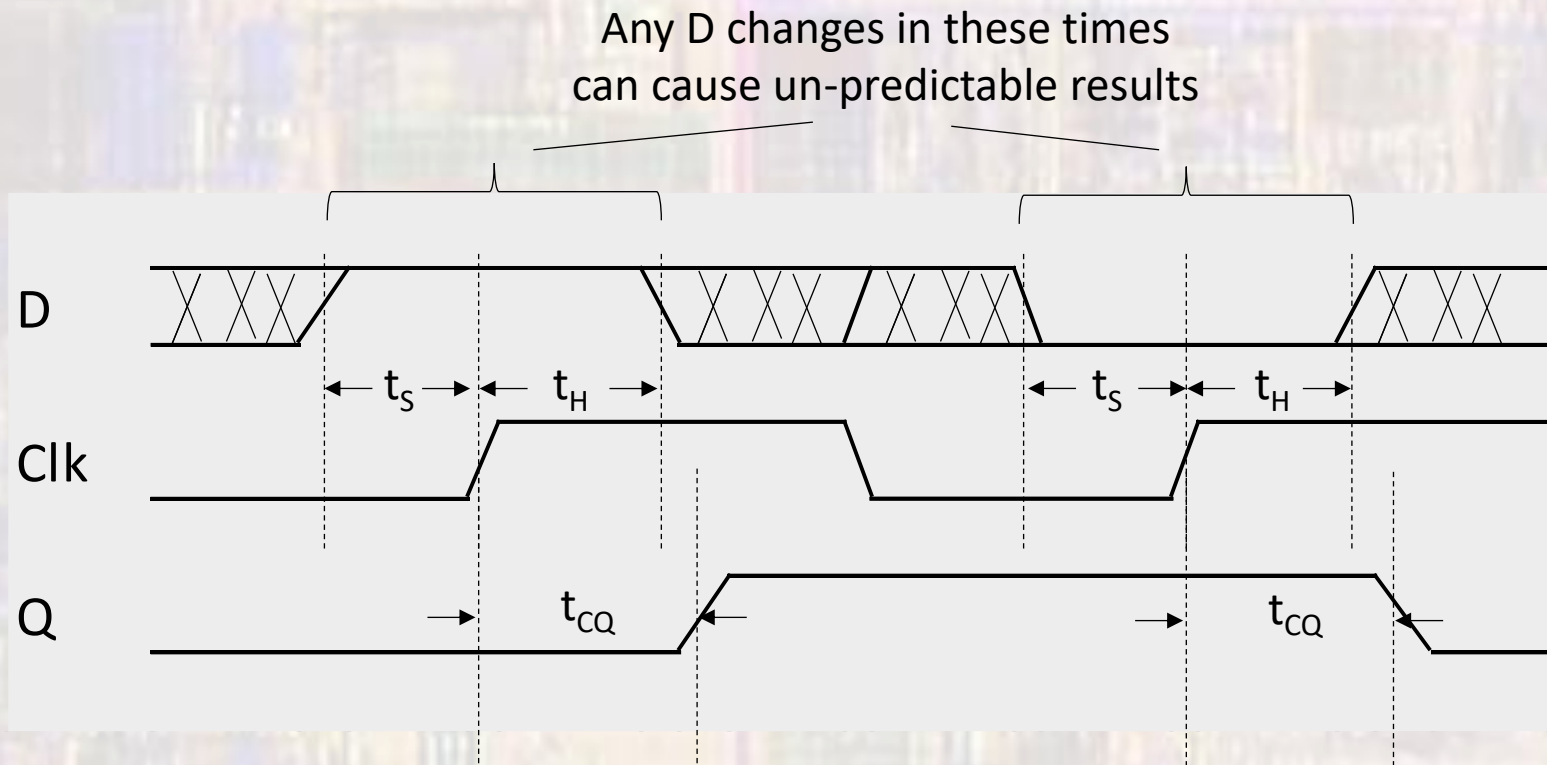 Any D changes in these times
can cause un-predictable results
D
tS tH tS tH
Clk
Q
tCQ tCQ